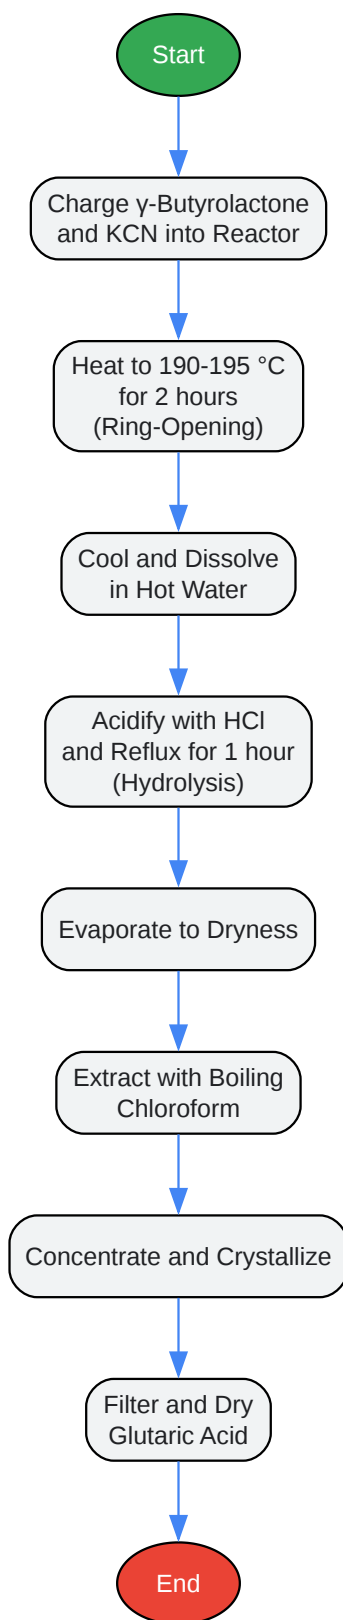 Start
Charge γ-Butyrolactone
and KCN into Reactor
Heat to 190-195 °C
for 2 hours
(Ring-Opening)
Cool and Dissolve
in Hot Water
Acidify with HCl
and Reflux for 1 hour
(Hydrolysis)
Evaporate to Dryness
Extract with Boiling
Chloroform
Concentrate and Crystallize
Filter and Dry
Glutaric Acid
End